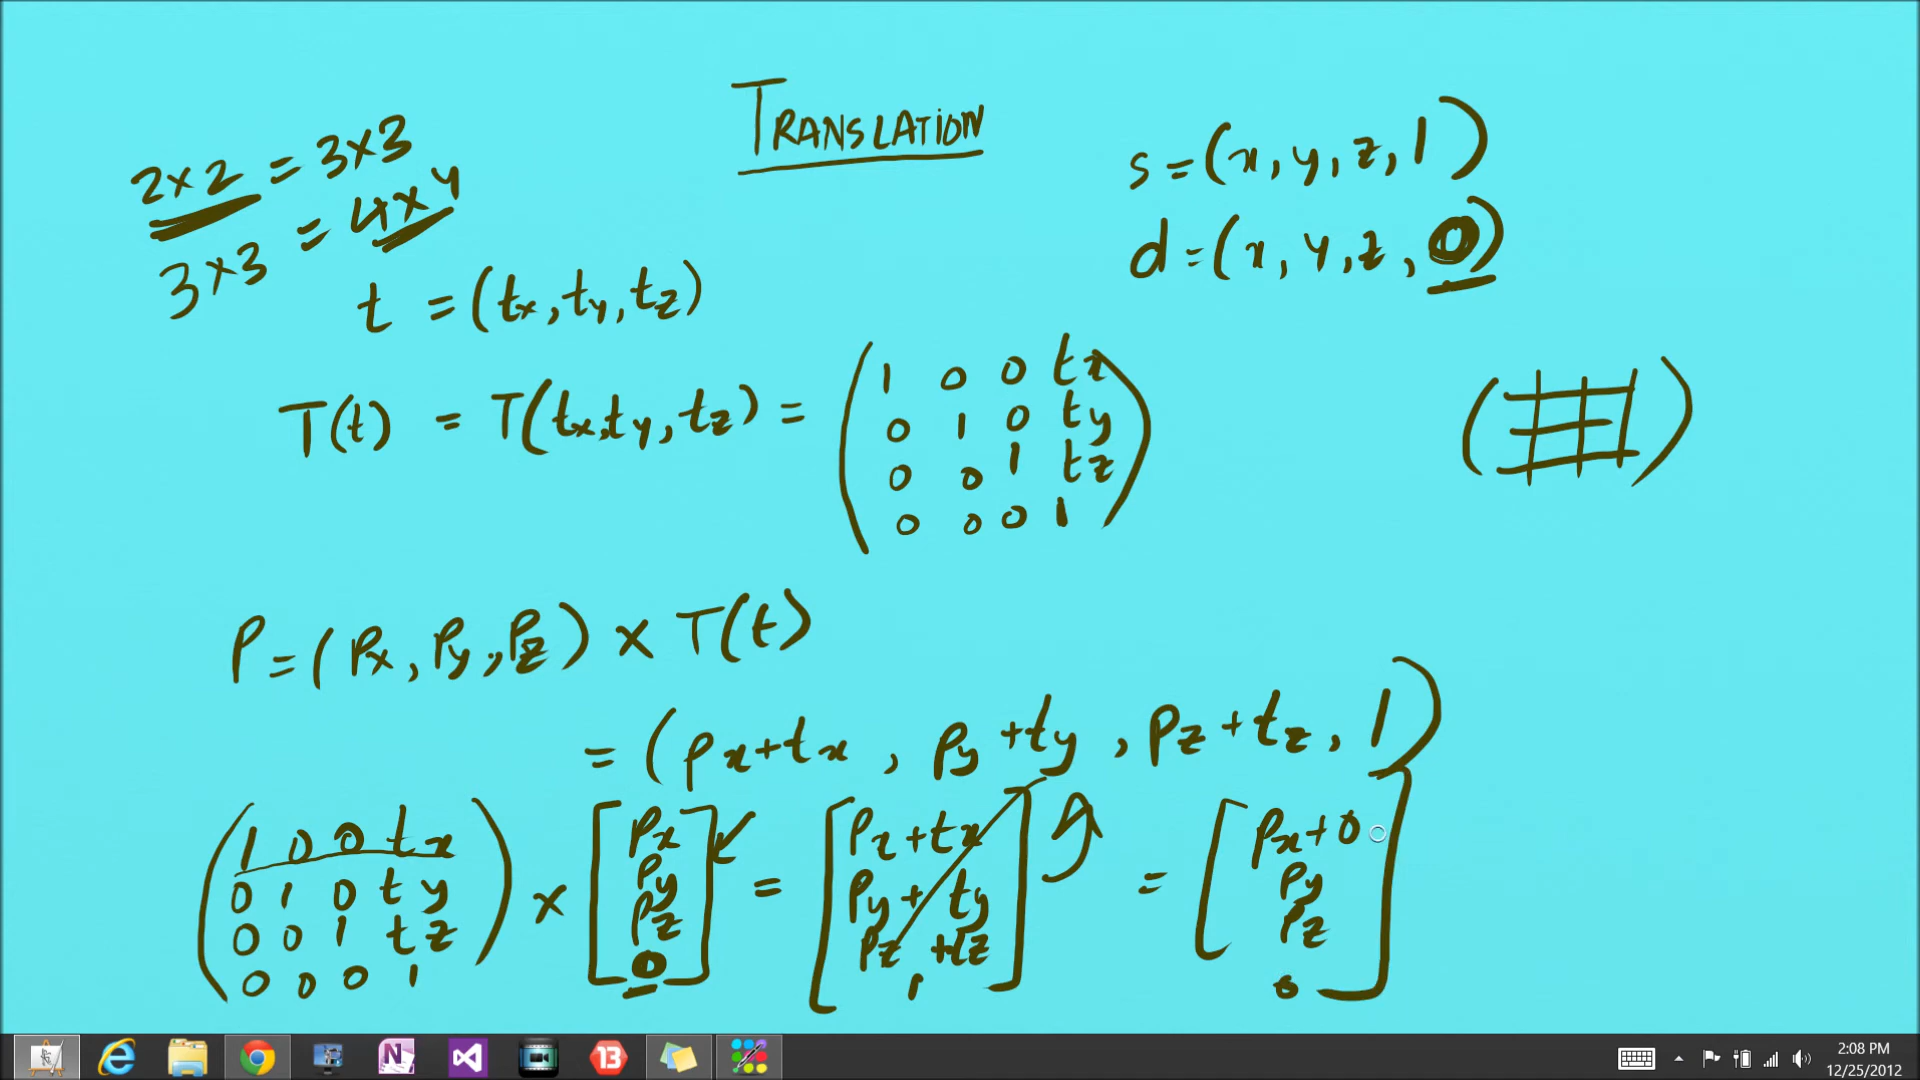 TRANSLATION
2x2 = 3x3
3x3 = 4x4
s = (x, y, z, 1)
d = (x, y, z, 0)
t = (tx, ty, tz)
T(t) = T(tx, ty, tz) =
1 0 0 tx
0 1 0 ty
0 0 1 tz
0 0 0 1
P = (Px, Py, Pz) x T(t)
= (px+tx, py+ty, pz+tz, 1)
1 0 0 tx
0 1 0 ty
0 0 1 tz
0 0 0 1
x
Px
Py
Pz
0
=
Px+tx
Py+ty
Pz+tz
1
=
Px+0
Py
Pz
0
13
2:08 PM
12/25/2012